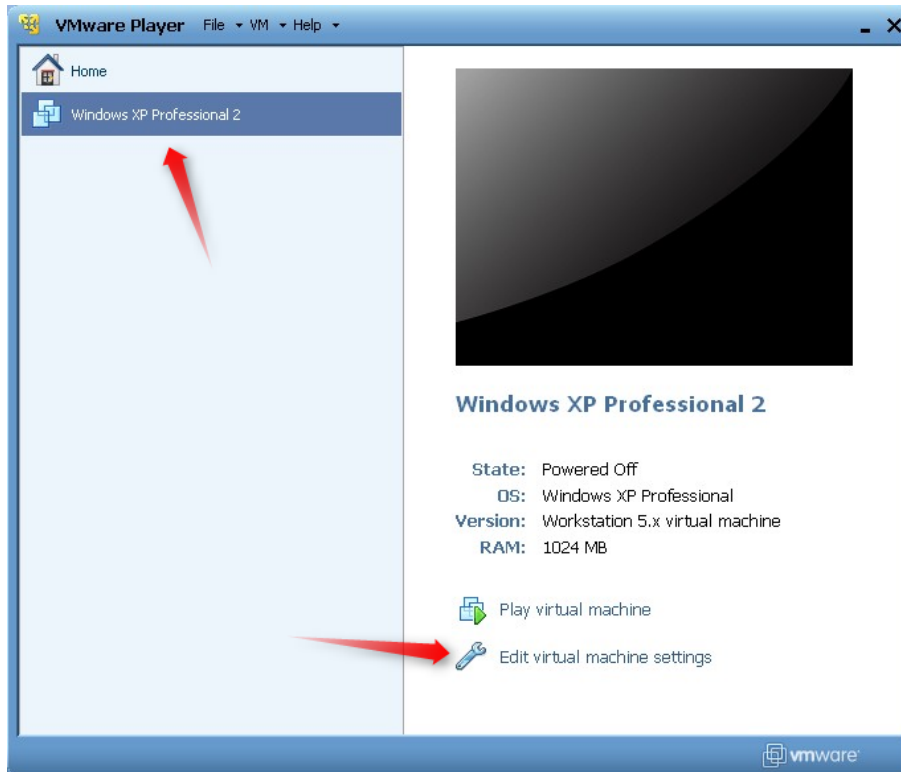 VMware Player File VM Help
Home
Windows XP Professional 2
Windows XP Professional 2
State: Powered Off
OS: Windows XP Professional
Version: Workstation 5.x virtual machine
RAM: 1024 MB
Play virtual machine
Edit virtual machine settings
vmware